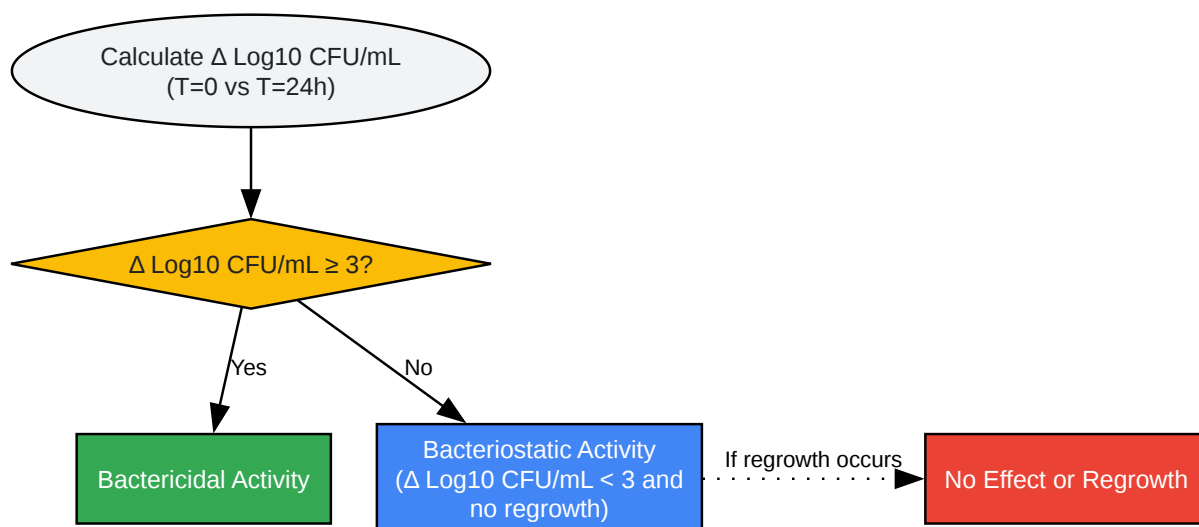 Calculate Δ Log10 CFU/mL
(T=0 vs T=24h)
Δ Log10 CFU/mL ≥ 3?
Yes
No
Bactericidal Activity
Bacteriostatic Activity
(Δ Log10 CFU/mL < 3 and
no regrowth)
If regrowth occurs
No Effect or Regrowth